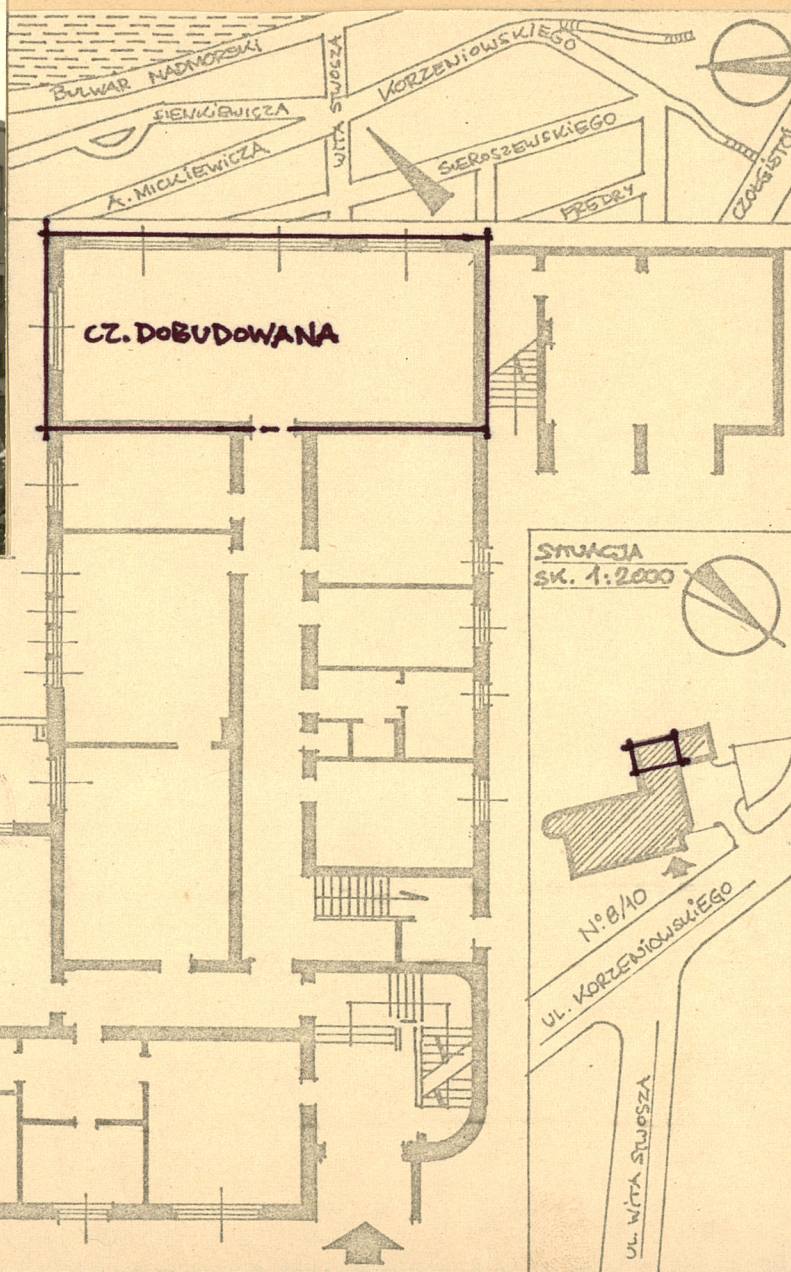 BULWAR NADMORSKI
SIENKIEWICZA
A. MICKIEWICZA
WITA STWOSZA
KORZENIOWSKIEGO
SIEROSZEWSKIEGO
FREDRY
CZOŁGISTÓW
CZ. DOBUDOWANA
SYTUACJA
SK. 1:2000
N:o 8/10
UL. KORZENIOWSKIEGO
UL. WITA STWOSZA